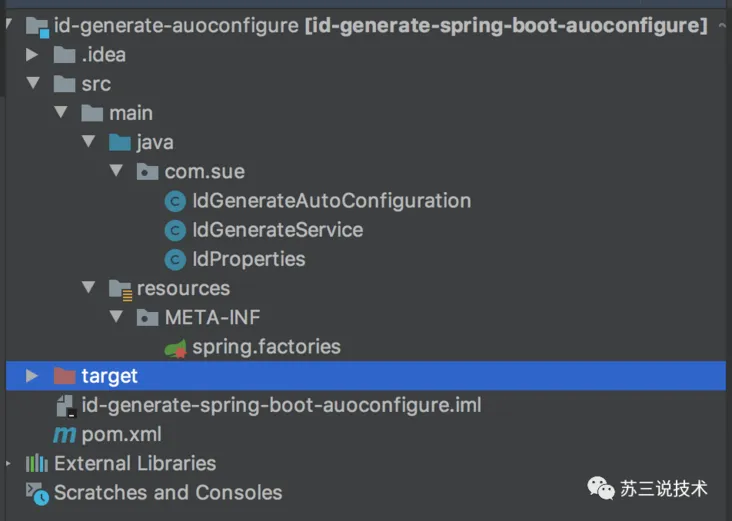 id-generate-auoconfigure [id-generate-spring-boot-auoconfigure]
.idea
src
main
java
com.sue
IdGenerateAutoConfiguration
IdGenerateService
IdProperties
resources
META-INF
spring.factories
target
id-generate-spring-boot-auoconfigure.iml
pom.xml
External Libraries
Scratches and Consoles
苏三说技术